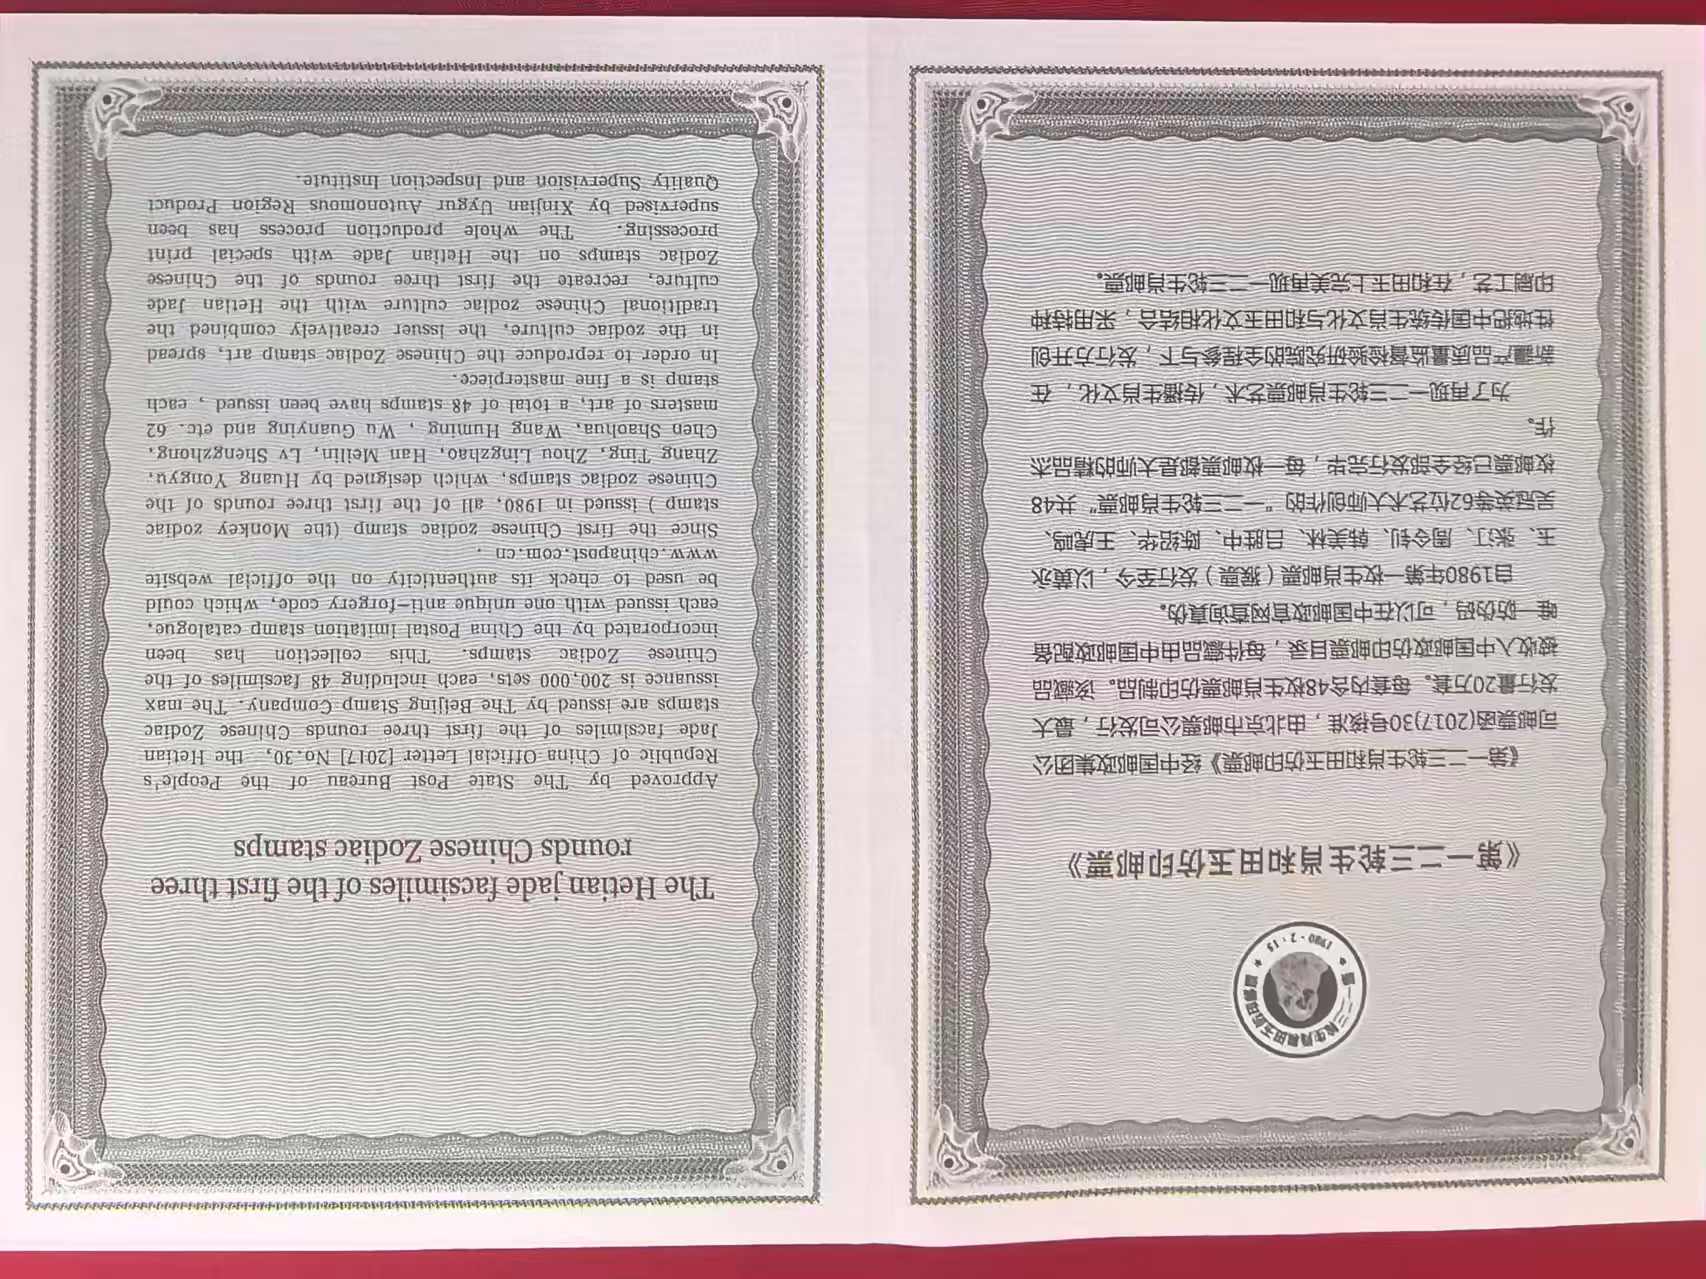 第一二三轮生肖和田玉仿印邮票
1980·2·15
《第一二三轮生肖和田玉仿印邮票》
《第一二三轮生肖和田玉仿印邮票》经中国邮政集团公
司邮票函(2017)30号核准，由北京市邮票公司发行，最大
发行量20万套。每套内含48枚生肖邮票仿印制品。该藏品
被收入中国邮政仿印邮票目录，每件藏品由中国邮政配备
唯一防伪码，可以在中国邮政官网查询真伪。
自1980年第一枚生肖邮票（猴票）发行至今，以黄永
玉、张汀、周令钊、韩美林、吕胜中、陈绍华、王虎鸣、
吴冠英等62位艺术大师创作的“一二三轮生肖邮票”共48
枚邮票已经全部发行完毕，每一枚邮票都是大师的精品杰
作。
为了再现一二三轮生肖邮票艺术，传播生肖文化，在
新疆产品质量监督检验研究院的全程参与下，发行方开创
性地把中国传统生肖文化与和田玉文化相结合，采用特种
印刷工艺，在和田玉上完美再现一二三轮生肖邮票。
The Hetian jade facsimiles of the first three
rounds Chinese Zodiac stamps
Approved by The State Post Bureau of the People's
Republic of China Official Letter [2017] No.30, the Hetian
Jade facsimiles of the first three rounds Chinese Zodiac
stamps are issued by The Beijing Stamp Company. The max
issuance is 200,000 sets, each including 48 facsimiles of the
Chinese Zodiac stamps. This collection has been
incorporated by the China Postal imitation stamp catalogue,
each issued with one unique anti-forgery code, which could
be used to check its authenticity on the official website
www.chinapost.com.cn .
Since the first Chinese zodiac stamp (the Monkey zodiac
stamp ) issued in 1980, all of the first three rounds of the
Chinese zodiac stamps, which designed by Huang Yongyu,
Zhang Ting, Zhou Lingzhao, Han Meilin, Lv Shengzhong,
Chen Shaohua, Wang Huming , Wu Guanying and etc. 62
masters of art, a total of 48 stamps have been issued , each
stamp is a fine masterpiece.
In order to reproduce the Chinese Zodiac stamp art, spread
in the zodiac culture, the issuer creatively combined the
traditional Chinese zodiac culture with the Hetian Jade
culture, recreate the first three rounds of the Chinese
Zodiac stamps on the Hetian Jade with special print
processing. The whole production process has been
supervised by Xinjian Uygur Autonomous Region Product
Quality Supervision and Inspection Institute.